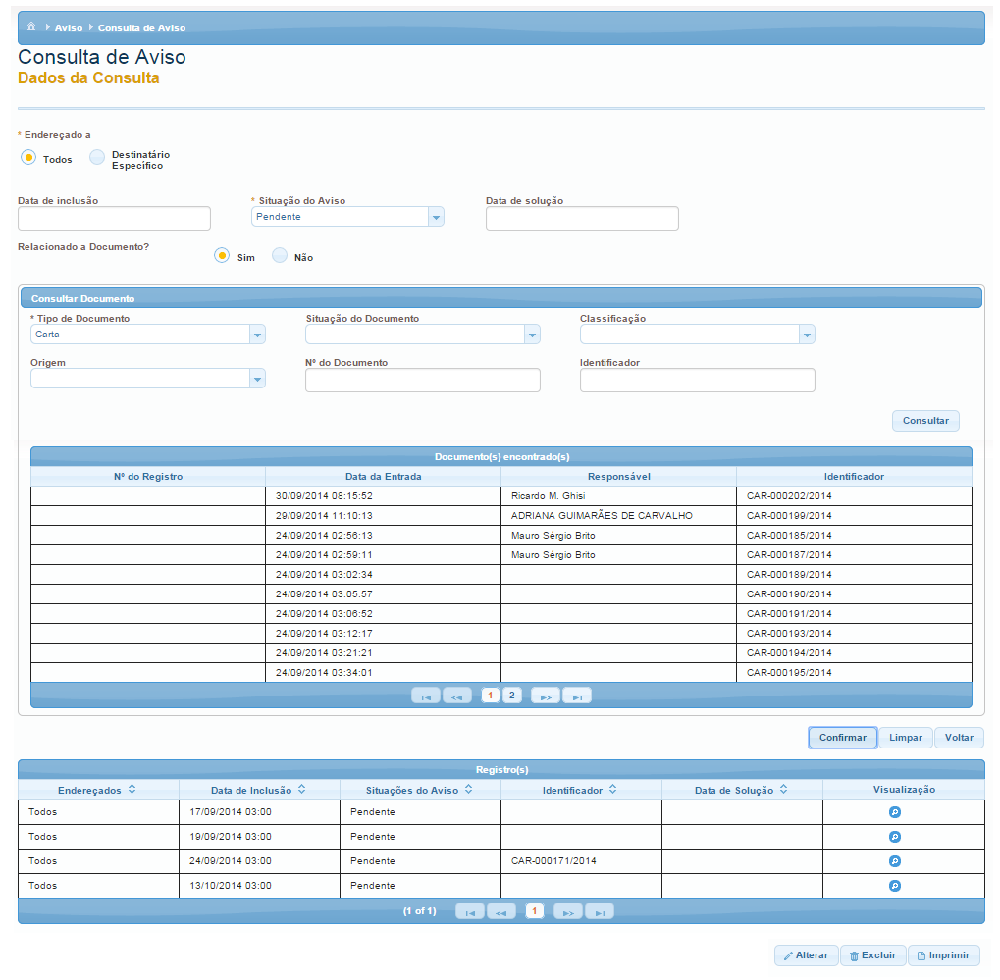 Aviso Consulta de Aviso
Consulta de Aviso
Dados da Consulta
* Endereçado a
Todos Destinatário Específico
Data de inclusão * Situação do Aviso Data de solução
Pendente
Relacionado a Documento? Sim Não
Consultar Documento
* Tipo de Documento Situação do Documento Classificação
Carta
Origem Nº do Documento Identificador
Consultar
Documento(s) encontrado(s)
Nº do Registro Data da Entrada Responsável Identificador
30/09/2014 08:15:52 Ricardo M. Ghisi CAR-000202/2014
29/09/2014 11:10:13 ADRIANA GUIMARÃES DE CARVALHO CAR-000199/2014
24/09/2014 02:56:13 Mauro Sérgio Brito CAR-000185/2014
24/09/2014 02:59:11 Mauro Sérgio Brito CAR-000187/2014
24/09/2014 03:02:34 CAR-000189/2014
24/09/2014 03:05:57 CAR-000190/2014
24/09/2014 03:06:52 CAR-000191/2014
24/09/2014 03:12:17 CAR-000193/2014
24/09/2014 03:21:21 CAR-000194/2014
24/09/2014 03:34:01 CAR-000195/2014
1 2
Confirmar Limpar Voltar
Registro(s)
Endereçados Data de Inclusão Situações do Aviso Identificador Data de Solução Visualização
Todos 17/09/2014 03:00 Pendente
Todos 19/09/2014 03:00 Pendente
Todos 24/09/2014 03:00 Pendente CAR-000171/2014
Todos 13/10/2014 03:00 Pendente
(1 of 1) 1
Alterar Excluir Imprimir